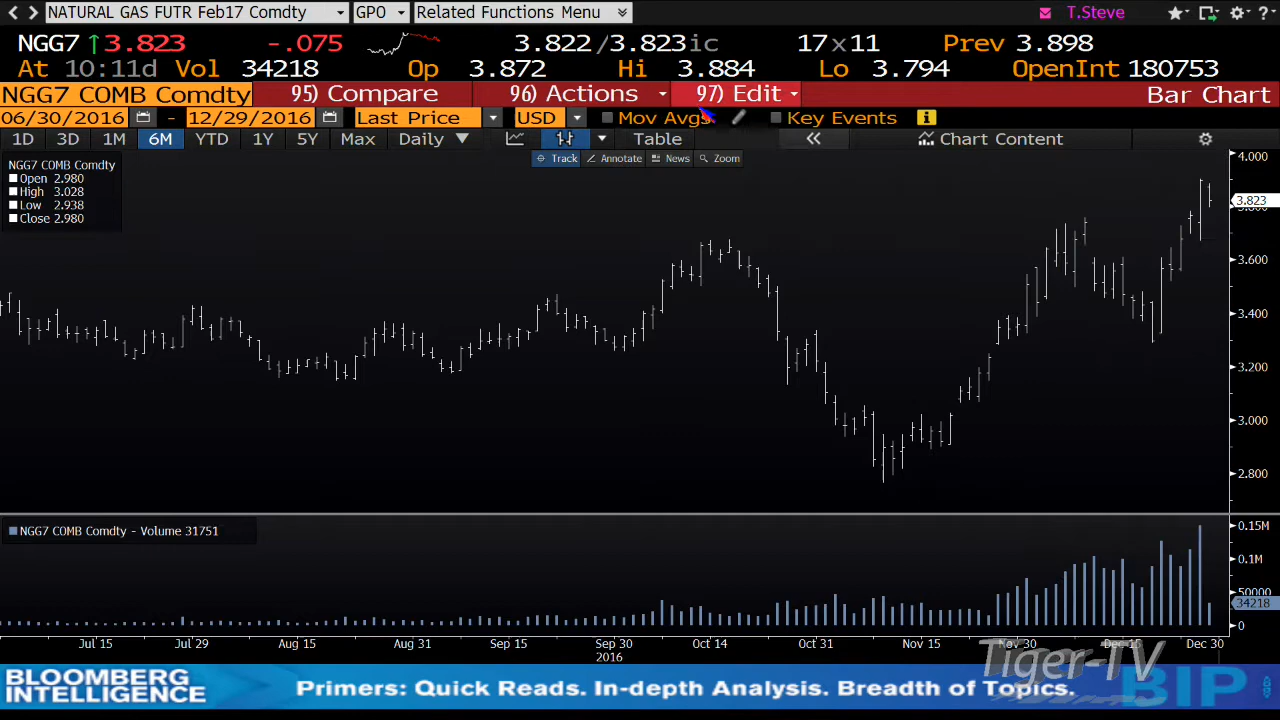 NATURAL GAS FUTR Feb17 Comdty GPO Related Functions Menu T.Steve
NGG7 ↑3.823 -.075 3.822/3.823ic 17x11 Prev 3.898
At 10:11d Vol 34218 Op 3.872 Hi 3.884 Lo 3.794 OpenInt 180753
NGG7 COMB Comdty 95) Compare 96) Actions 97) Edit Bar Chart
06/30/2016 - 12/29/2016 Last Price USD Mov Avgs Key Events
1D 3D 1M 6M YTD 1Y 5Y Max Daily Table Chart Content
Track Annotate News Zoom
NGG7 COMB Comdty
Open 2.980
High 3.028
Low 2.938
Close 2.980
4.000
3.823
3.600
3.400
3.200
3.000
2.800
NGG7 COMB Comdty - Volume 31751
0.15M
0.1M
50000
34218
0
Jul 15 Jul 29 Aug 15 Aug 31 Sep 15 Sep 30 Oct 14 Oct 31 Nov 15 Nov 30 Dec 15 Dec 30
2016
Tiger-TV
BLOOMBERG
INTELLIGENCE
Primers: Quick Reads. In-depth Analysis. Breadth of Topics.
BIP